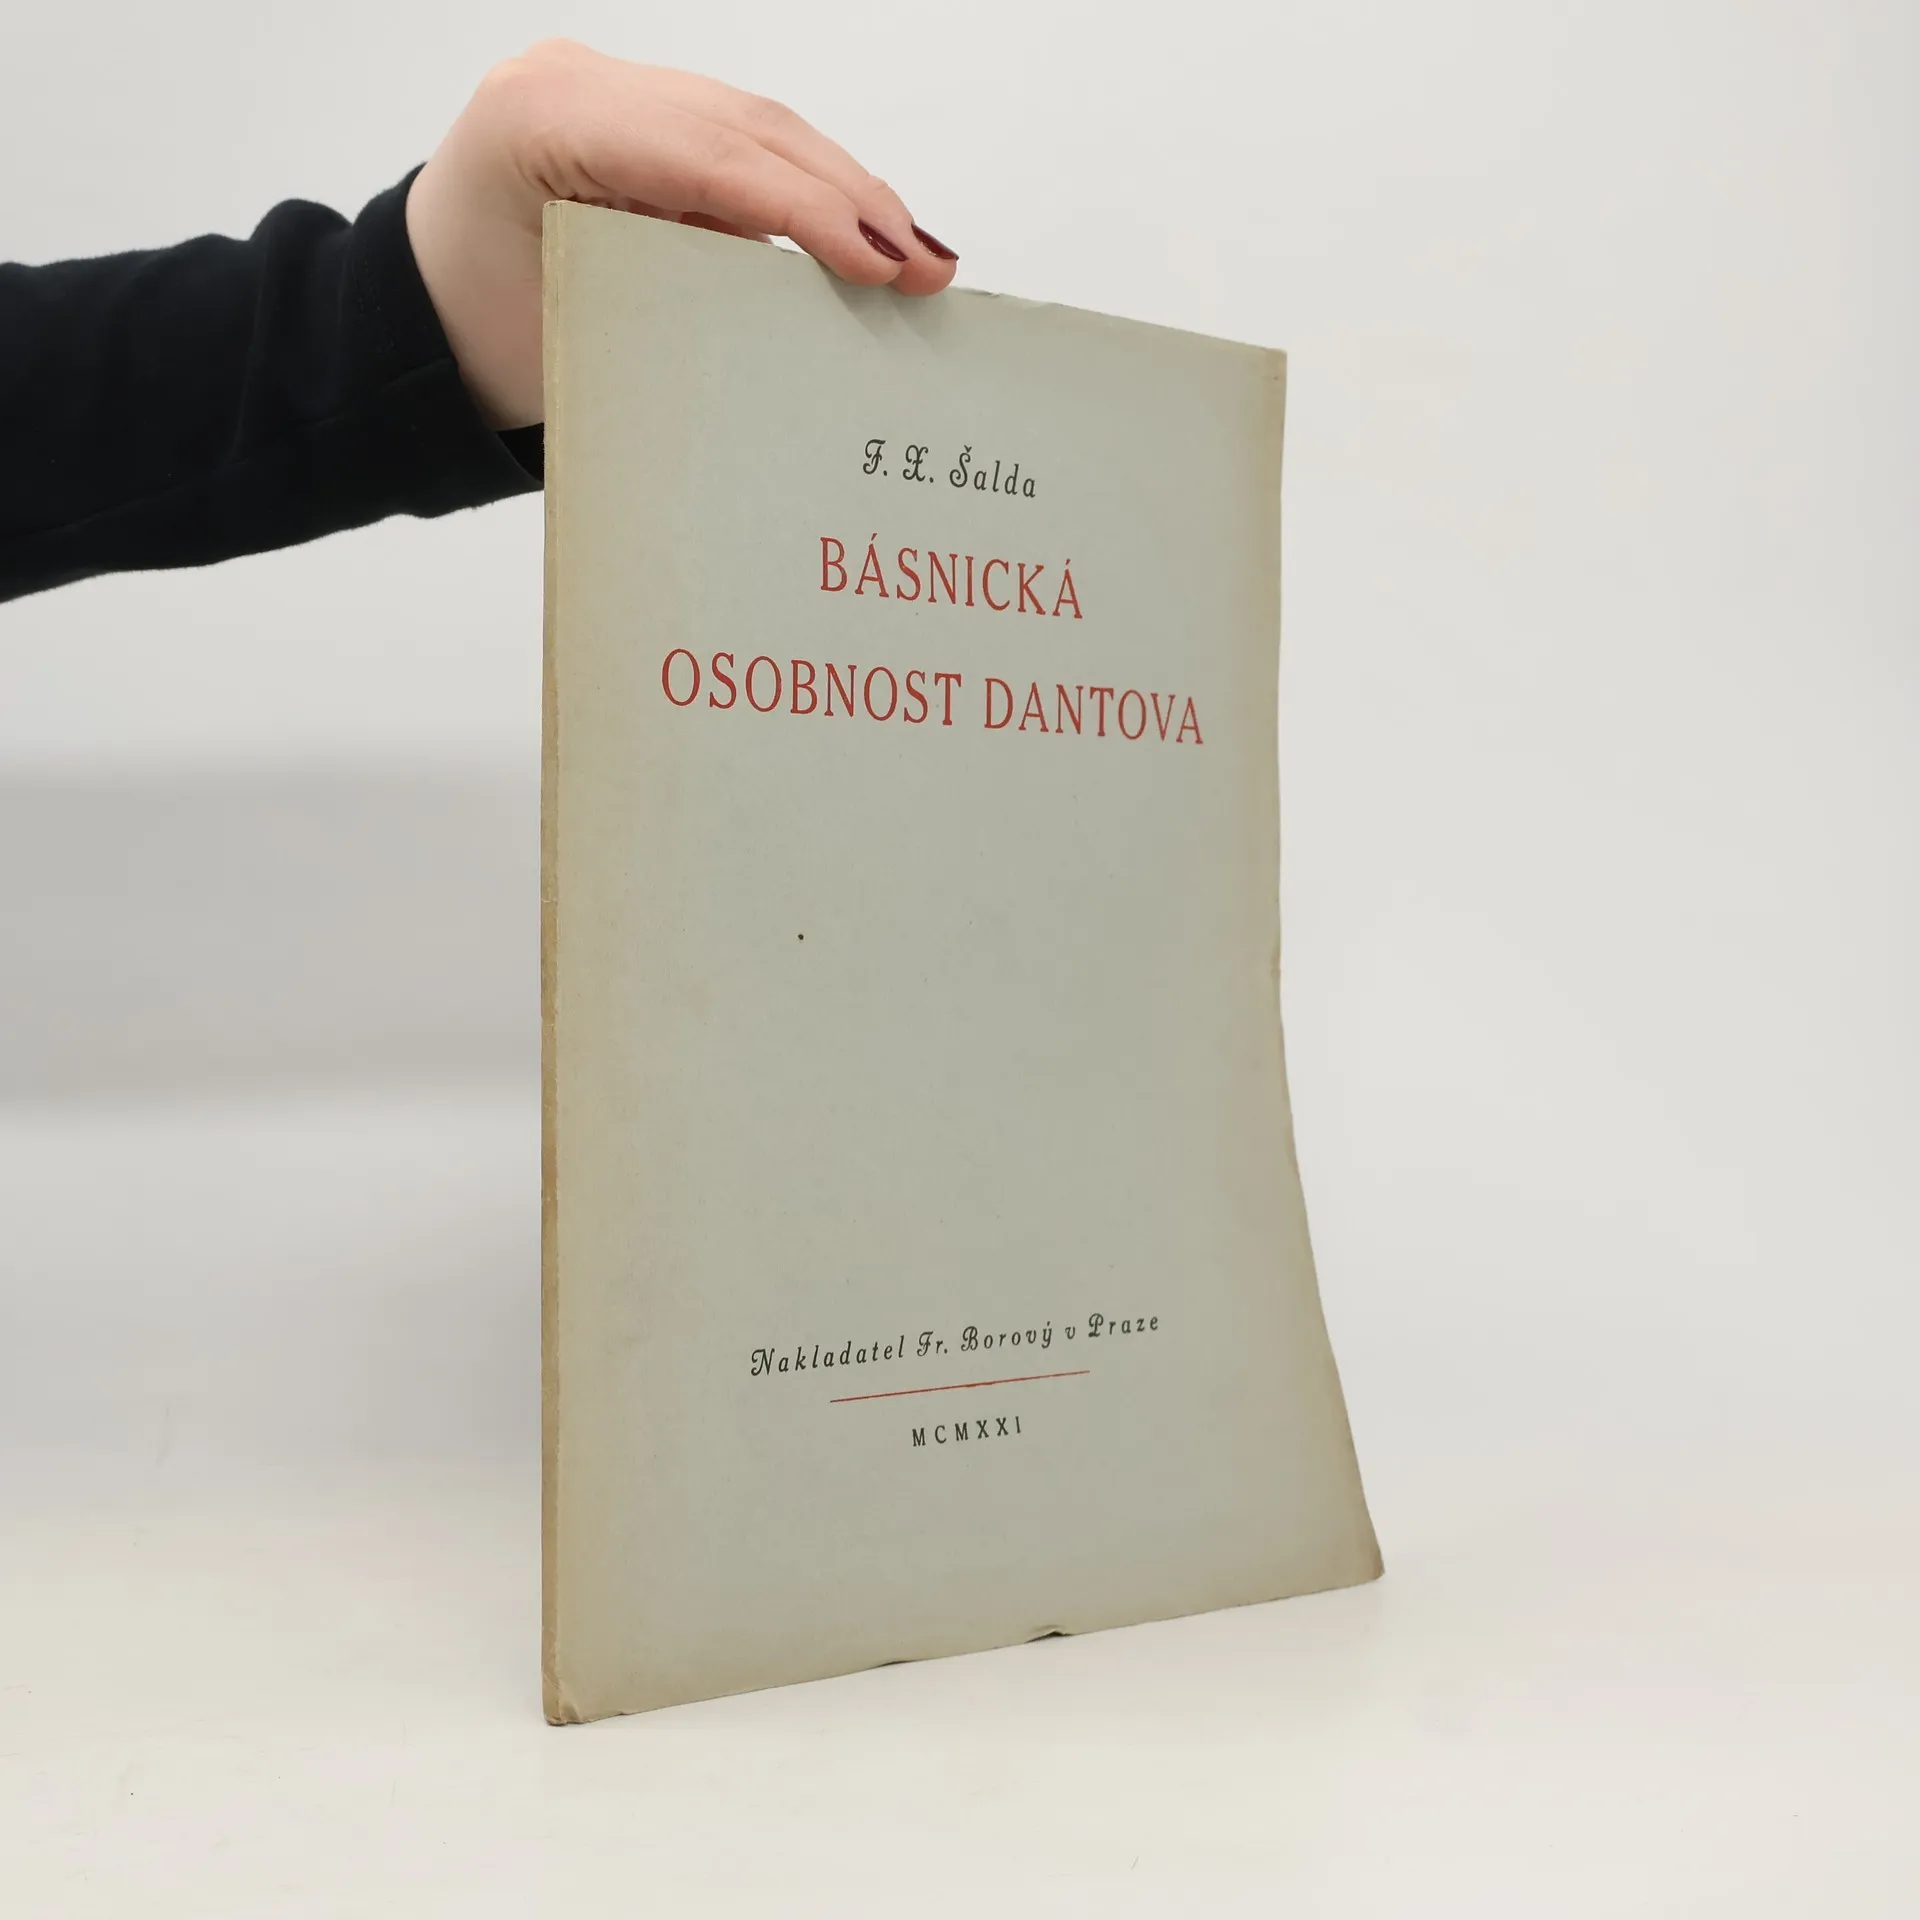 F. X. Šalda
BÁSNICKÁ
OSOBNOST DANTOVA
Nakladatel Fr. Borový v Praze
MCMXXI